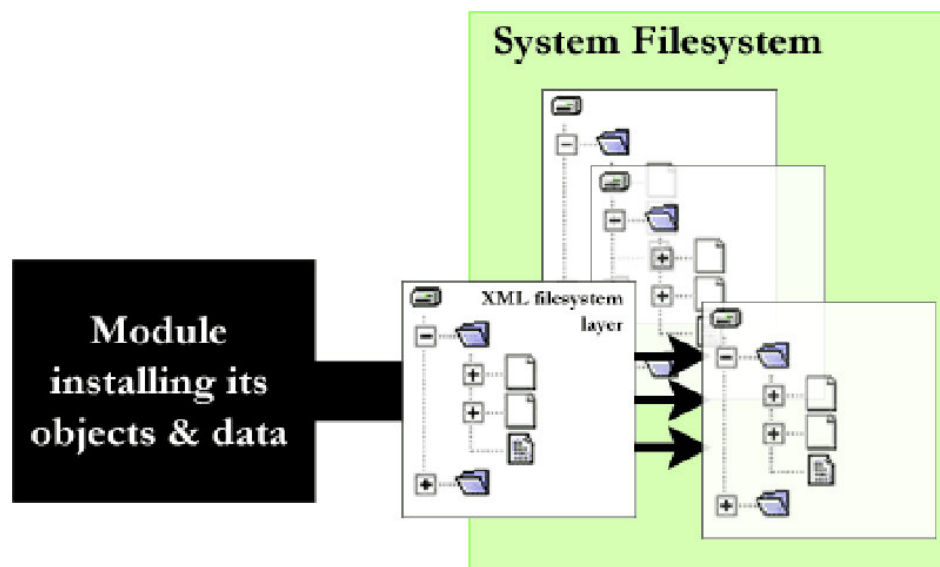 System Filesystem
XML filesystem
layer
Module
installing its
objects & data